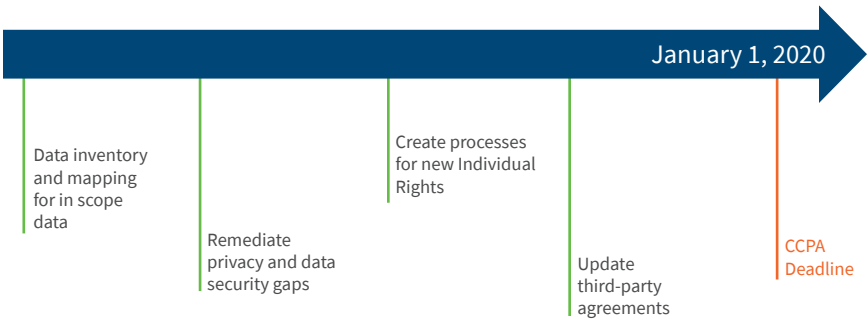 January 1, 2020
Data inventory
and mapping
for in scope
data
Remediate
privacy and data
security gaps
Create processes
for new Individual
Rights
Update
third-party
agreements
CCPA
Deadline